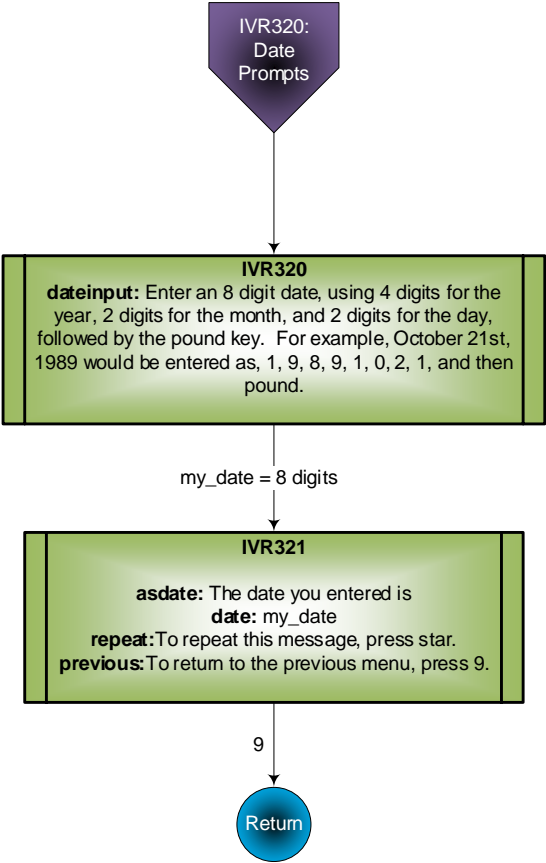 IVR320:
Date
Prompts
IVR320
dateinput: Enter an 8 digit date, using 4 digits for the
year, 2 digits for the month, and 2 digits for the day,
followed by the pound key.  For example, October 21st,
1989 would be entered as, 1, 9, 8, 9, 1, 0, 2, 1, and then
pound.
my_date = 8 digits
IVR321
asdate: The date you entered is
date: my_date
repeat:To repeat this message, press star.
previous:To return to the previous menu, press 9.
9
Return